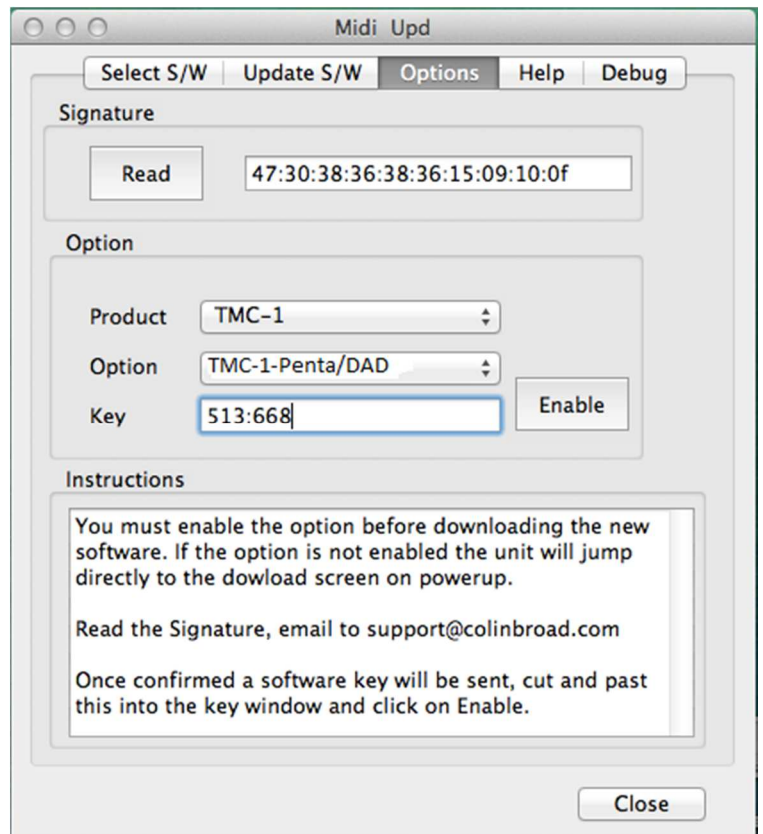 Midi Upd
Select S/W Update S/W Options Help Debug
Signature
Read 47:30:38:36:38:36:15:09:10:0f
Option
Product TMC-1
Option TMC-1-Penta/DAD
Key 513:668
Enable
Instructions
You must enable the option before downloading the new
software. If the option is not enabled the unit will jump
directly to the dowload screen on powerup.
Read the Signature, email to support@colinbroad.com
Once confirmed a software key will be sent, cut and past
this into the key window and click on Enable.
Close